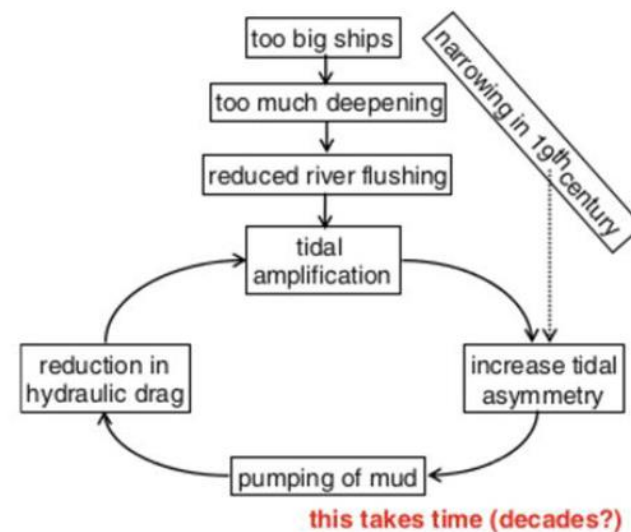 too big ships
too much deepening
reduced river flushing
tidal
amplification
narrowing in 19th century
increase tidal
asymmetry
pumping of mud
this takes time (decades?)
reduction in
hydraulic drag